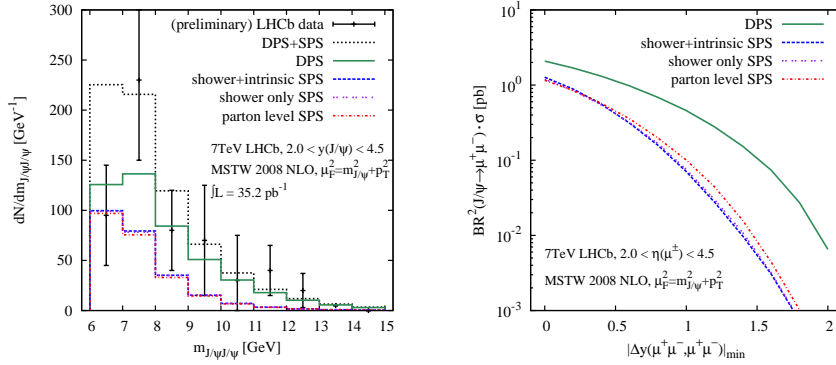 (preliminary) LHCb data
DPS+SPS
DPS
shower+intrinsic SPS
shower only SPS
parton level SPS
7TeV LHCb, 2.0 < y(J/ψ) < 4.5
MSTW 2008 NLO, μ_F^2=m^2_{J/ψ}+p_T^2
∫L = 35.2 pb^-1
dN/dm_{J/ψJ/ψ} [GeV^-1]
300
250
200
150
100
50
0
6 7 8 9 10 11 12 13 14 15
m_{J/ψJ/ψ} [GeV]
DPS
shower+intrinsic SPS
shower only SPS
parton level SPS
7TeV LHCb, 2.0 < η(μ^±) < 4.5
MSTW 2008 NLO, μ_F^2=m^2_{J/ψ}+p_T^2
BR^2(J/ψ→μ^+μ^-)·σ [pb]
10^1
10^0
10^-1
10^-2
10^-3
0 0.5 1 1.5 2
|Δy(μ^+μ^-,μ^+μ^-)|_min